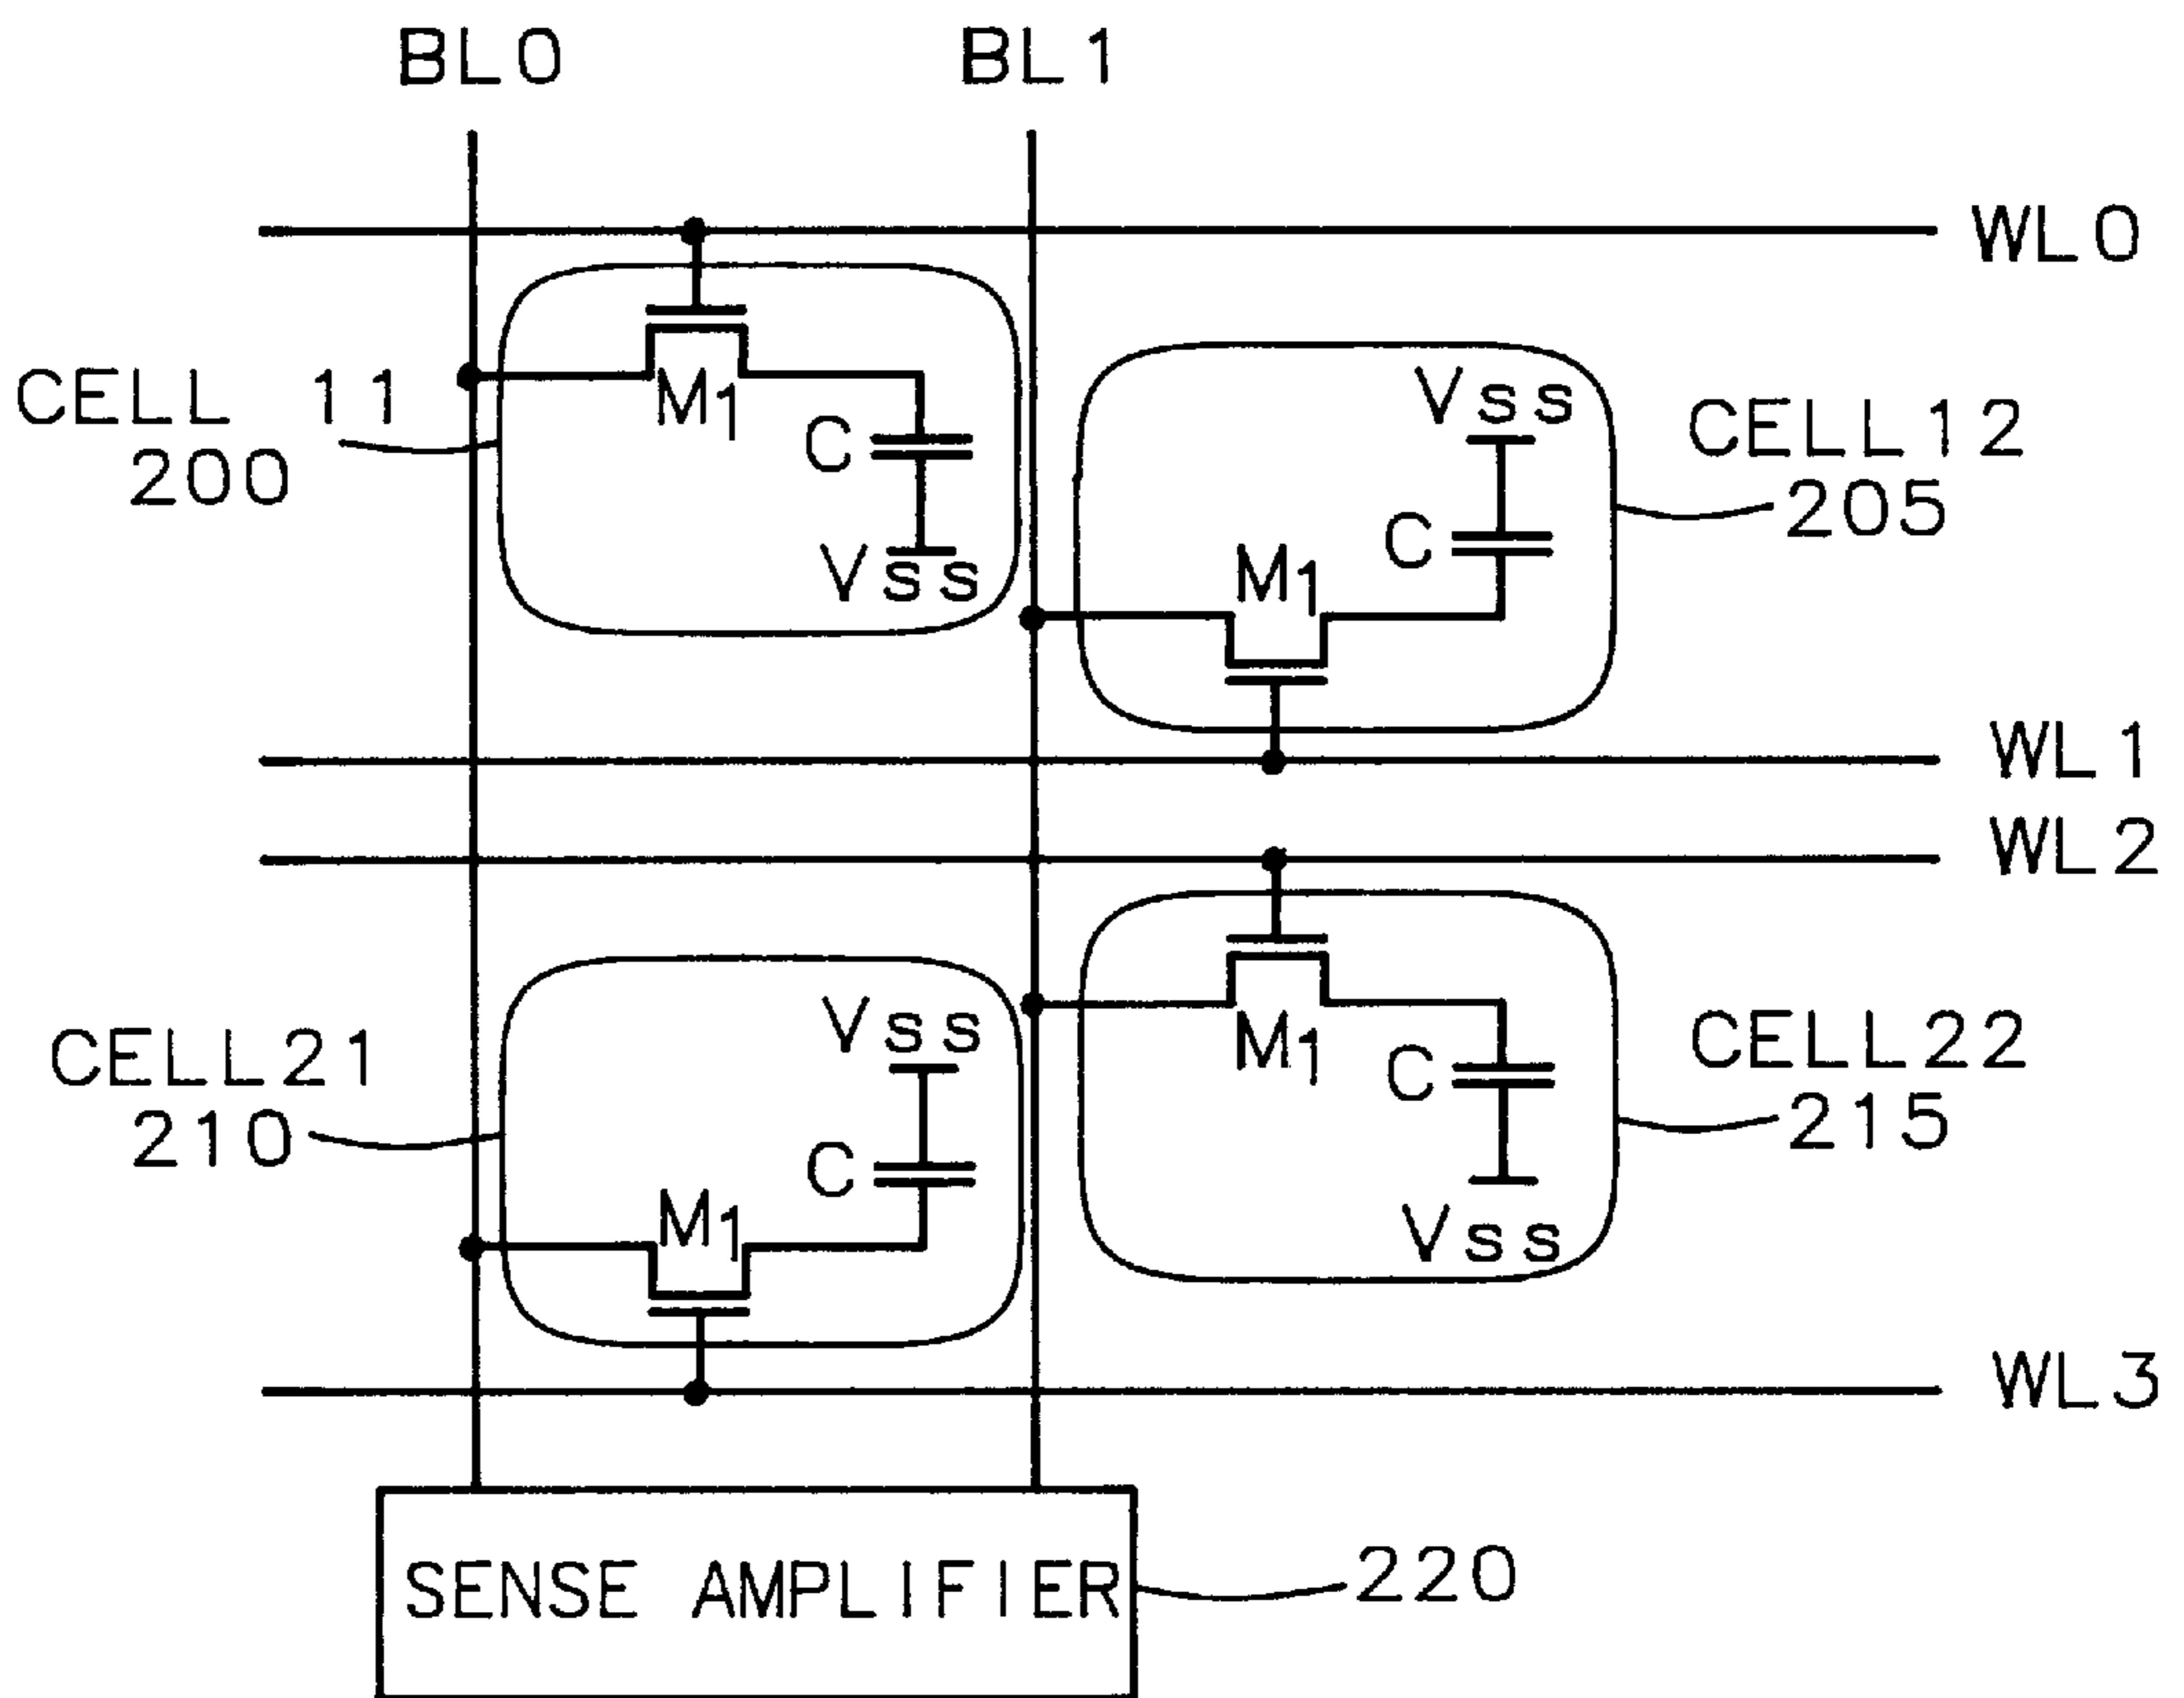 BL0
BL1
WL0
CELL 11
200
M1
C
Vss
Vss
CELL12
205
C
M1
WL1
WL2
CELL21
210
Vss
C
M1
M1
C
Vss
CELL22
215
WL3
SENSE AMPLIFIER
220